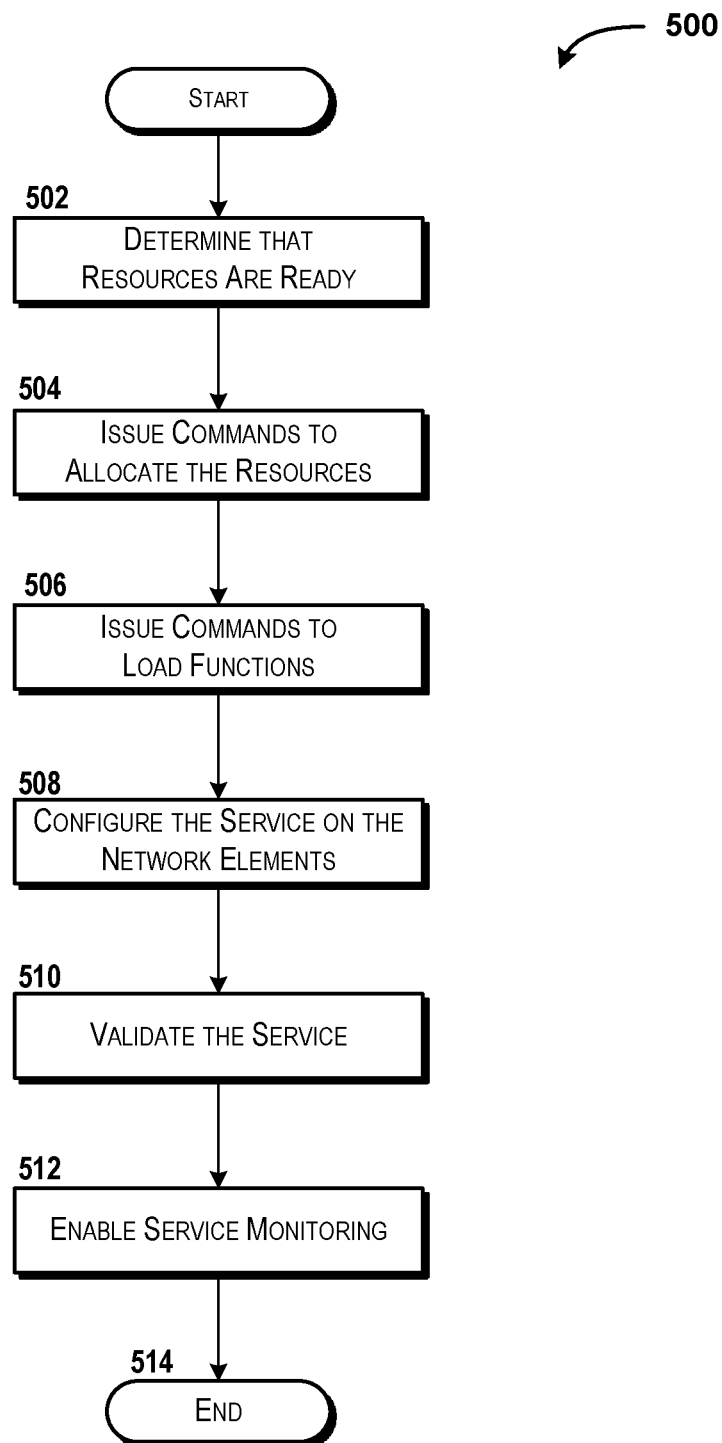 500
START
502
DETERMINE THAT
RESOURCES ARE READY
504
ISSUE COMMANDS TO
ALLOCATE THE RESOURCES
506
ISSUE COMMANDS TO
LOAD FUNCTIONS
508
CONFIGURE THE SERVICE ON THE
NETWORK ELEMENTS
510
VALIDATE THE SERVICE
512
ENABLE SERVICE MONITORING
514
END